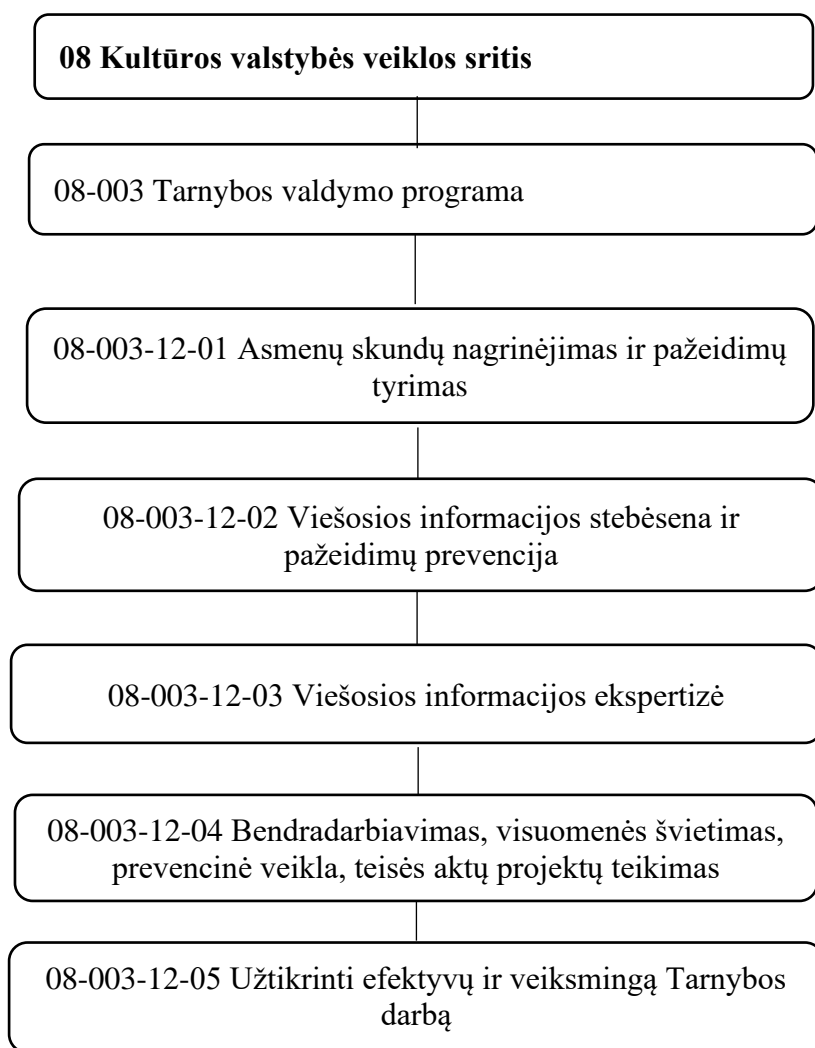 08 Kultūros valstybės veiklos sritis
08-003 Tarnybos valdymo programa
08-003-12-01 Asmenų skundų nagrinėjimas ir pažeidimų
tyrimas
08-003-12-02 Viešosios informacijos stebėsena ir
pažeidimų prevencija
08-003-12-03 Viešosios informacijos ekspertizė
08-003-12-04 Bendradarbiavimas, visuomenės švietimas,
prevencinė veikla, teisės aktų projektų teikimas
08-003-12-05 Užtikrinti efektyvų ir veiksmingą Tarnybos
darbą